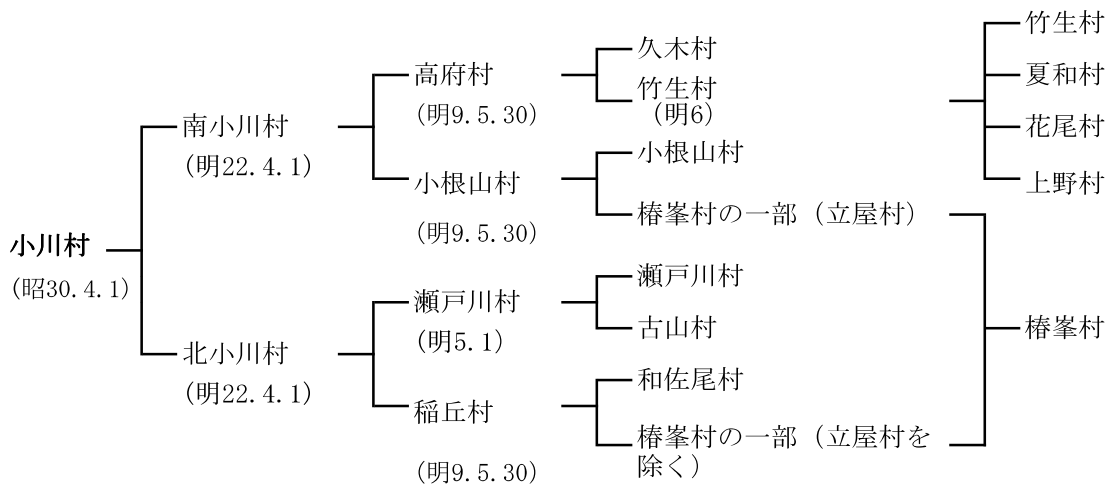 小川村
(昭30.4.1)
南小川村
(明22.4.1)
北小川村
(明22.4.1)
高府村
(明9.5.30)
小根山村
(明9.5.30)
瀬戸川村
(明5.1)
稲丘村
(明9.5.30)
久木村
竹生村
(明6)
小根山村
椿峯村の一部（立屋村）
瀬戸川村
古山村
和佐尾村
椿峯村の一部（立屋村を
除く）
竹生村
夏和村
花尾村
上野村
椿峯村